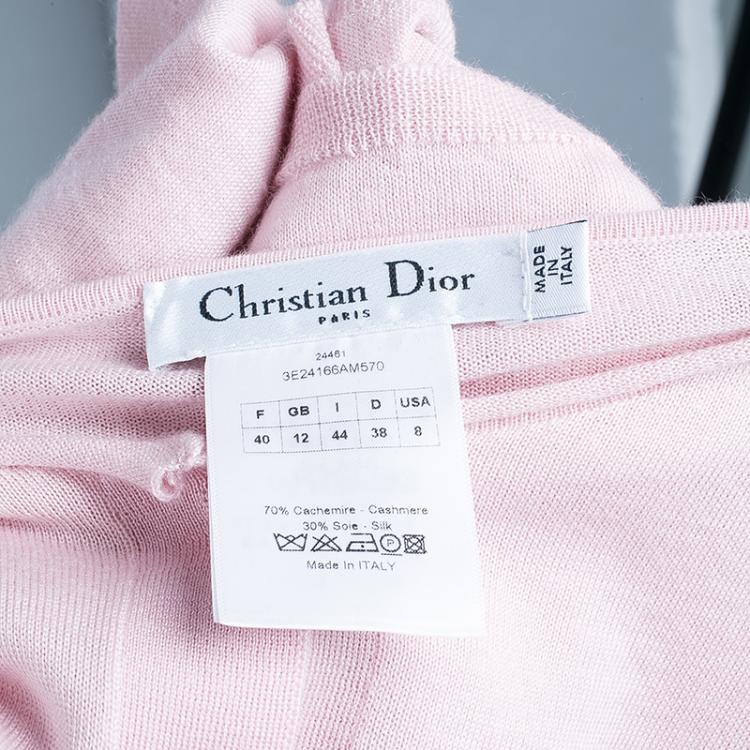 Christian Dior
PARIS
MADE
IN
ITALY
24461
3E24166AM570
F GB I D USA
40 12 44 38 8
70% Cachemire - Cashmere
30% Soie - Silk
P
Made In ITALY